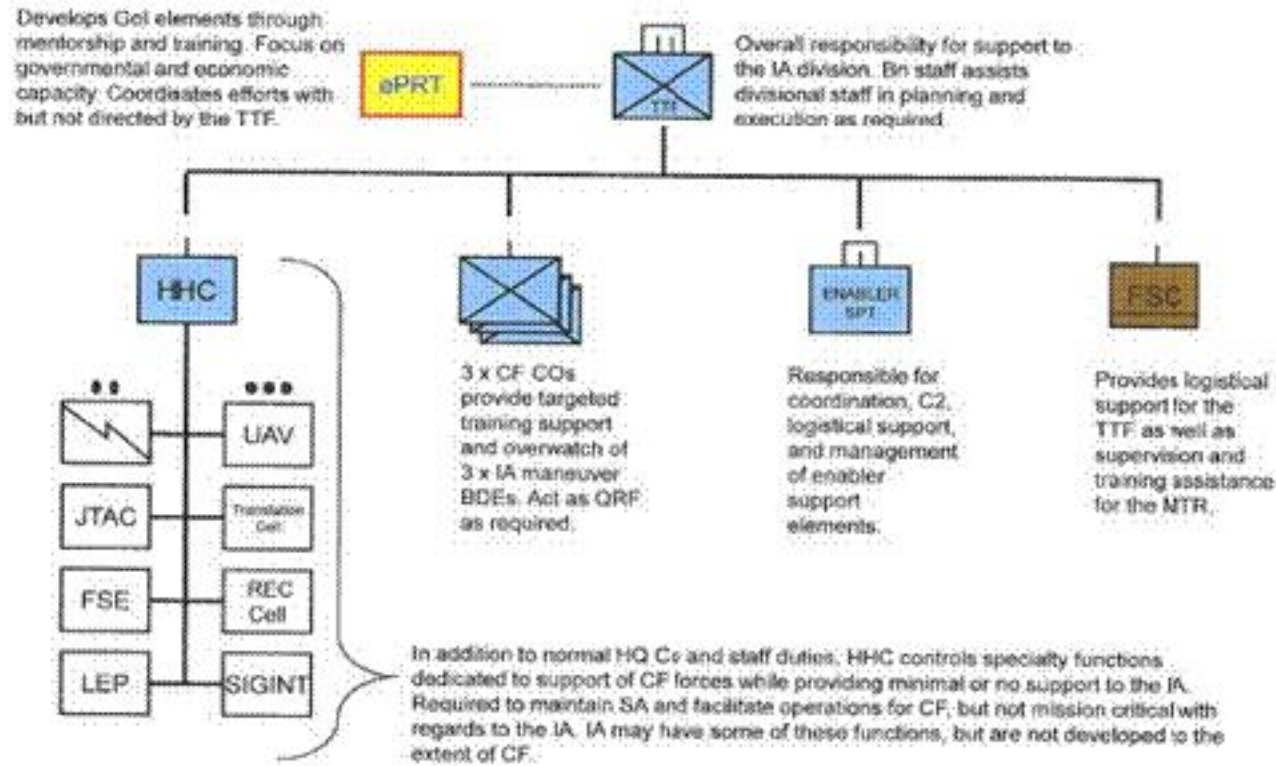 Develops GoI elements through
mentorship and training. Focus on
governmental and economic
capacity. Coordinates efforts with
but not directed by the TTF.
ePRT
TTF
Overall responsibility for support to
the IA division. Bn staff assists
divisional staff in planning and
execution as required.
HHC
ENABLER
SPT
FSC
UAV
JTAC
Translation
Cell
FSE
REC
Cell
LEP
SIGINT
3 x CF COs
provide targeted
training support
and overwatch of
3 x IA maneuver
BDEs. Act as QRF
as required.
Responsible for
coordination, C2,
logistical support,
and management
of enabler
support
elements.
Provides logistical
support for the
TTF as well as
supervision and
training assistance
for the MTR.
In addition to normal HQ Co and staff duties, HHC controls specialty functions
dedicated to support of CF forces while providing minimal or no support to the IA.
Required to maintain SA and facilitate operations for CF, but not mission critical with
regards to the IA. IA may have some of these functions, but are not developed to the
extent of CF.